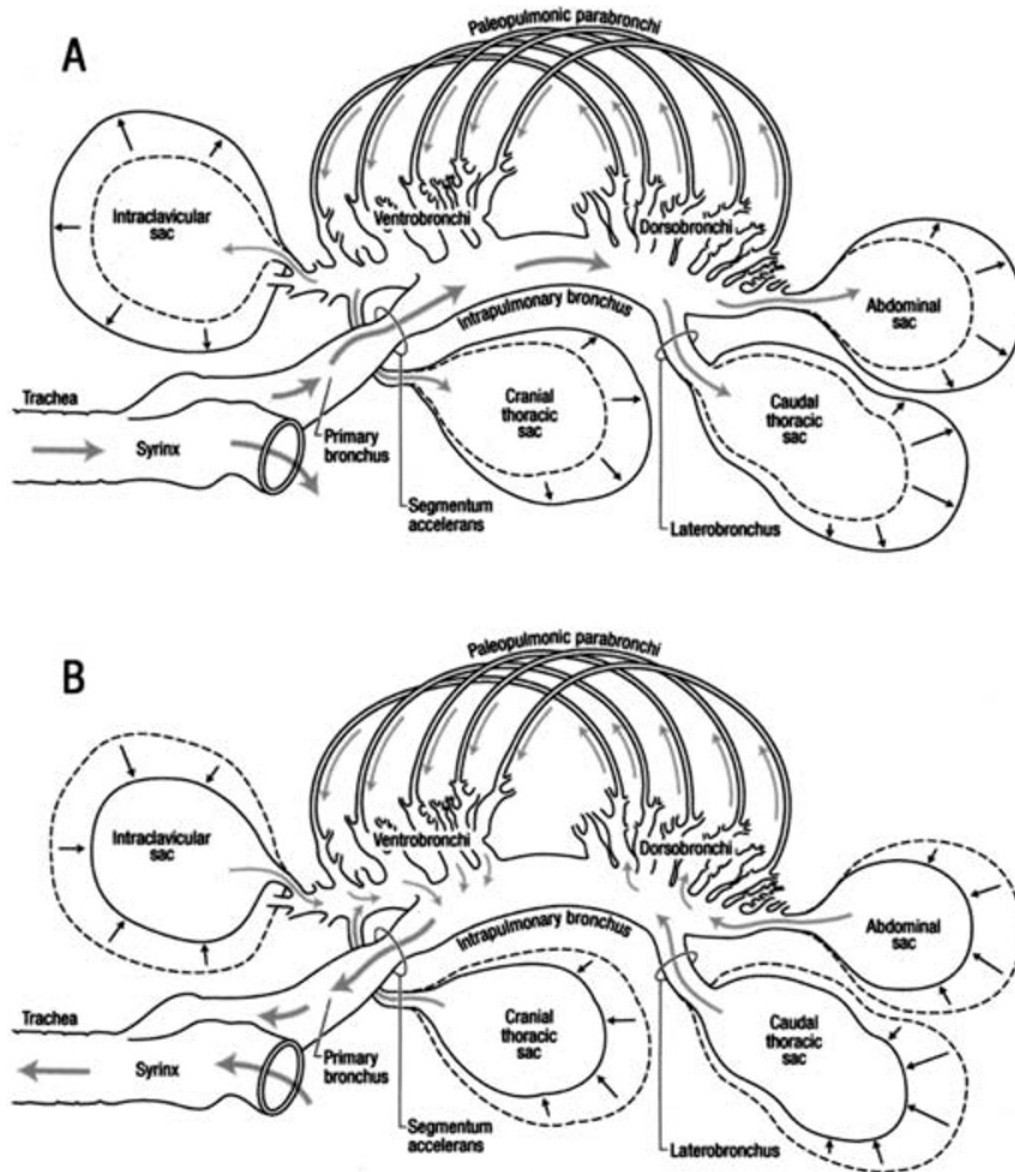 A
Paleopulmonic parabronchi
Intraclavicular
sac
Ventrobronchi
Dorsobronchi
Intrapulmonary bronchus
Abdominal
sac
Trachea
Cranial
thoracic
sac
Caudal
thoracic
sac
Syrinx
Primary
bronchus
Segmentum
accelerans
Laterobronchus
B
Paleopulmonic parabronchi
Intraclavicular
sac
Ventrobronchi
Dorsobronchi
Intrapulmonary bronchus
Abdominal
sac
Trachea
Cranial
thoracic
sac
Caudal
thoracic
sac
Syrinx
Primary
bronchus
Segmentum
accelerans
Laterobronchus